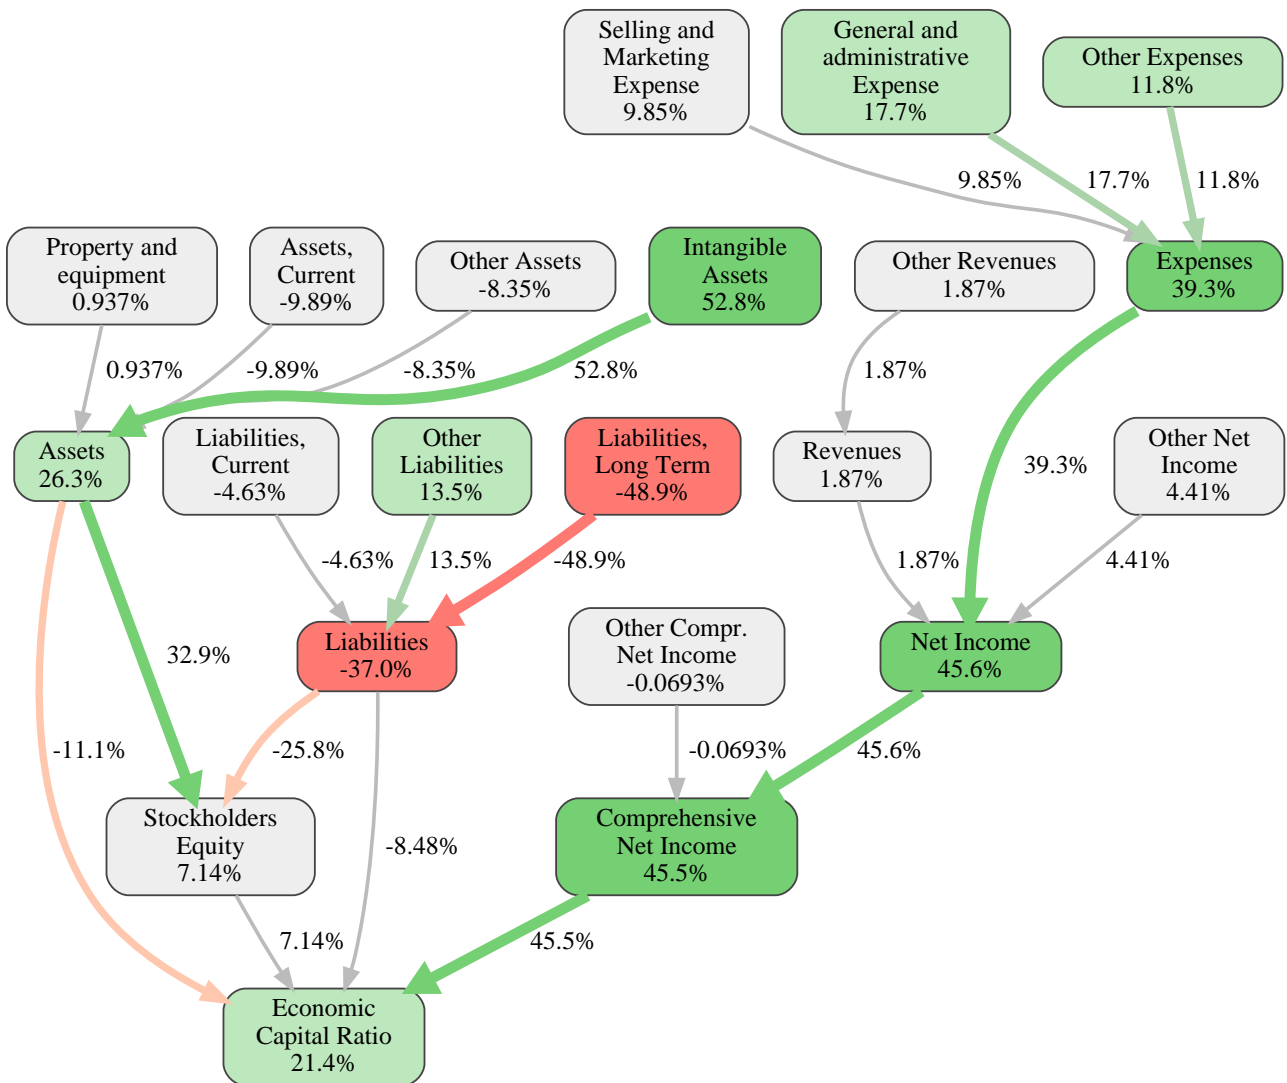 Selling and
Marketing
Expense
9.85%
General and
administrative
Expense
17.7%
Other Expenses
11.8%
9.85%
17.7%
11.8%
Property and
equipment
0.937%
Assets,
Current
-9.89%
Other Assets
-8.35%
Intangible
Assets
52.8%
Other Revenues
1.87%
Expenses
39.3%
0.937%
-9.89%
-8.35%
52.8%
1.87%
Assets
26.3%
Liabilities,
Current
-4.63%
Other
Liabilities
13.5%
Liabilities,
Long Term
-48.9%
Revenues
1.87%
39.3%
Other Net
Income
4.41%
-4.63%
13.5%
-48.9%
1.87%
4.41%
32.9%
Liabilities
-37.0%
Other Compr.
Net Income
-0.0693%
Net Income
45.6%
-11.1%
-25.8%
-0.0693%
45.6%
Stockholders
Equity
7.14%
-8.48%
Comprehensive
Net Income
45.5%
7.14%
45.5%
Economic
Capital Ratio
21.4%